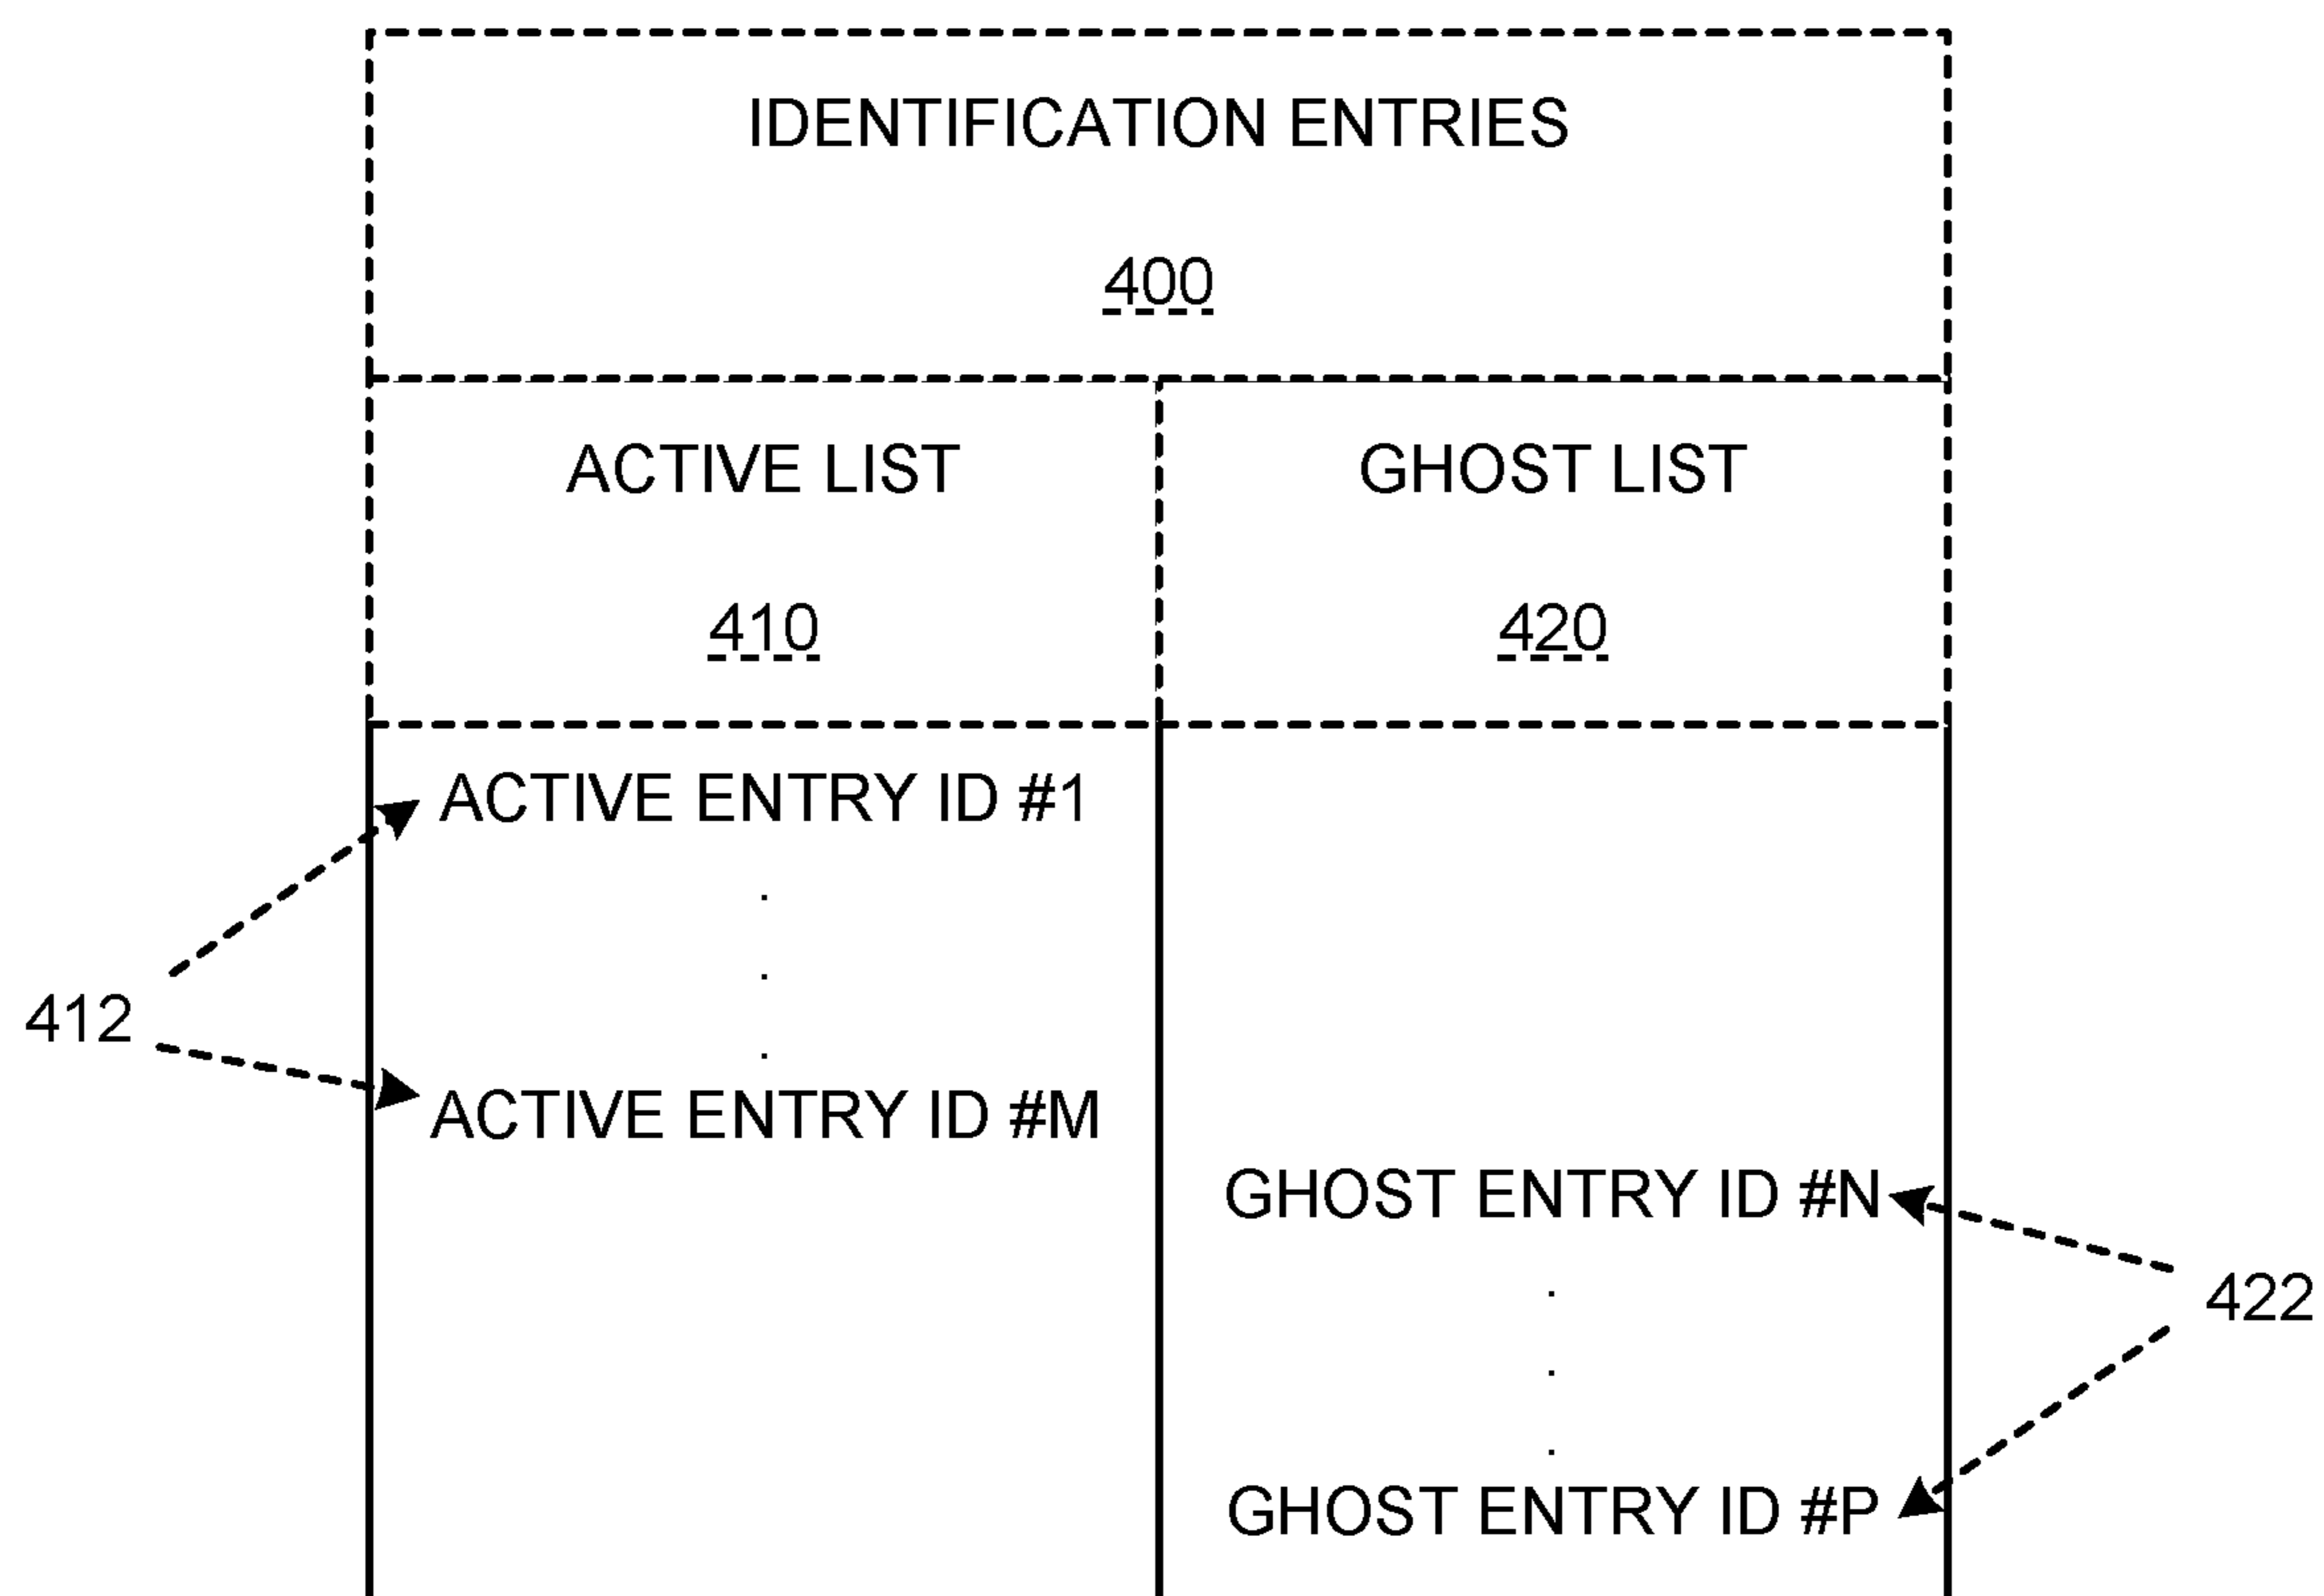 IDENTIFICATION ENTRIES
400
ACTIVE LIST
GHOST LIST
410
420
ACTIVE ENTRY ID #1
.
.
.
412
ACTIVE ENTRY ID #M
GHOST ENTRY ID #N
.
.
.
422
GHOST ENTRY ID #P